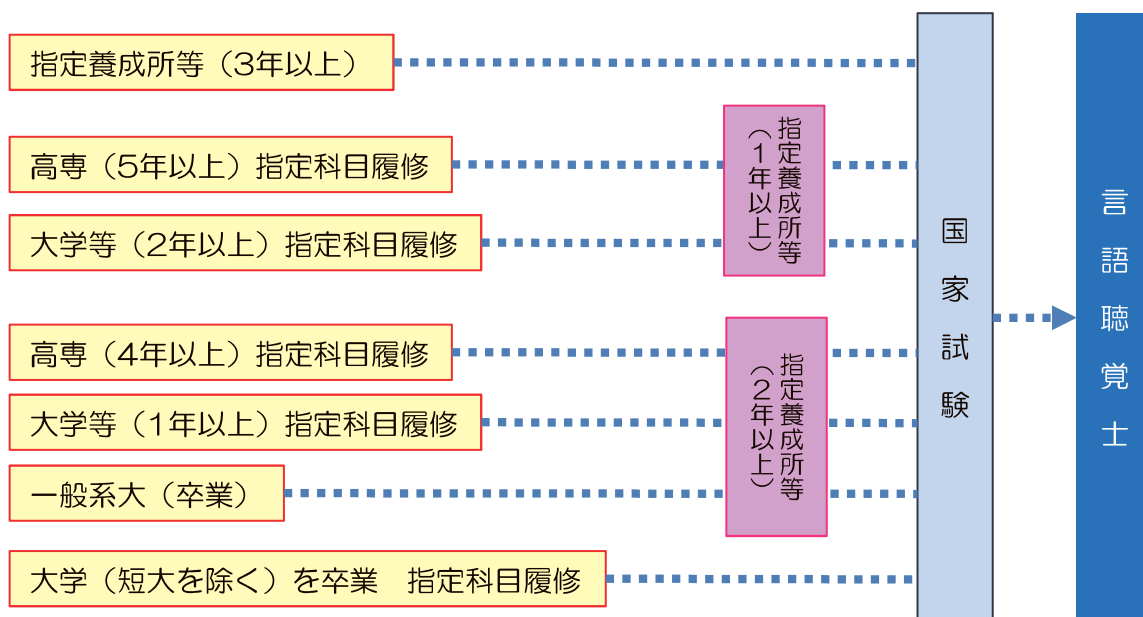 指定養成所等（3年以上）
高専（5年以上）指定科目履修
大学等（2年以上）指定科目履修
指定養成所等
（1年以上）
高専（4年以上）指定科目履修
大学等（1年以上）指定科目履修
一般系大（卒業）
指定養成所等
（2年以上）
大学（短大を除く）を卒業　指定科目履修
国家試験
言語聴覚士